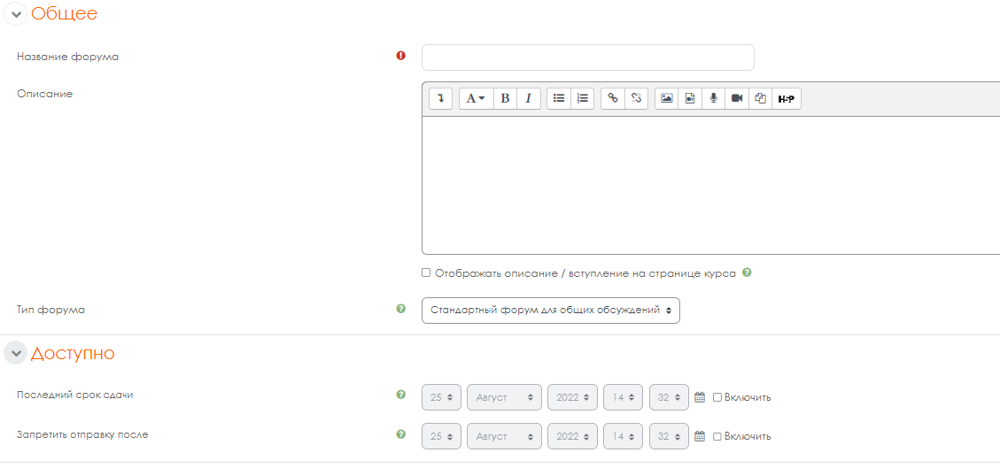 Общее
Название форума
Описание
A B I H5P
Отображать описание / вступление на странице курса
Тип форума Стандартный форум для общих обсуждений
Доступно
Последний срок сдачи 25 Август 2022 14 32 Включить
Запретить отправку после 25 Август 2022 14 32 Включить